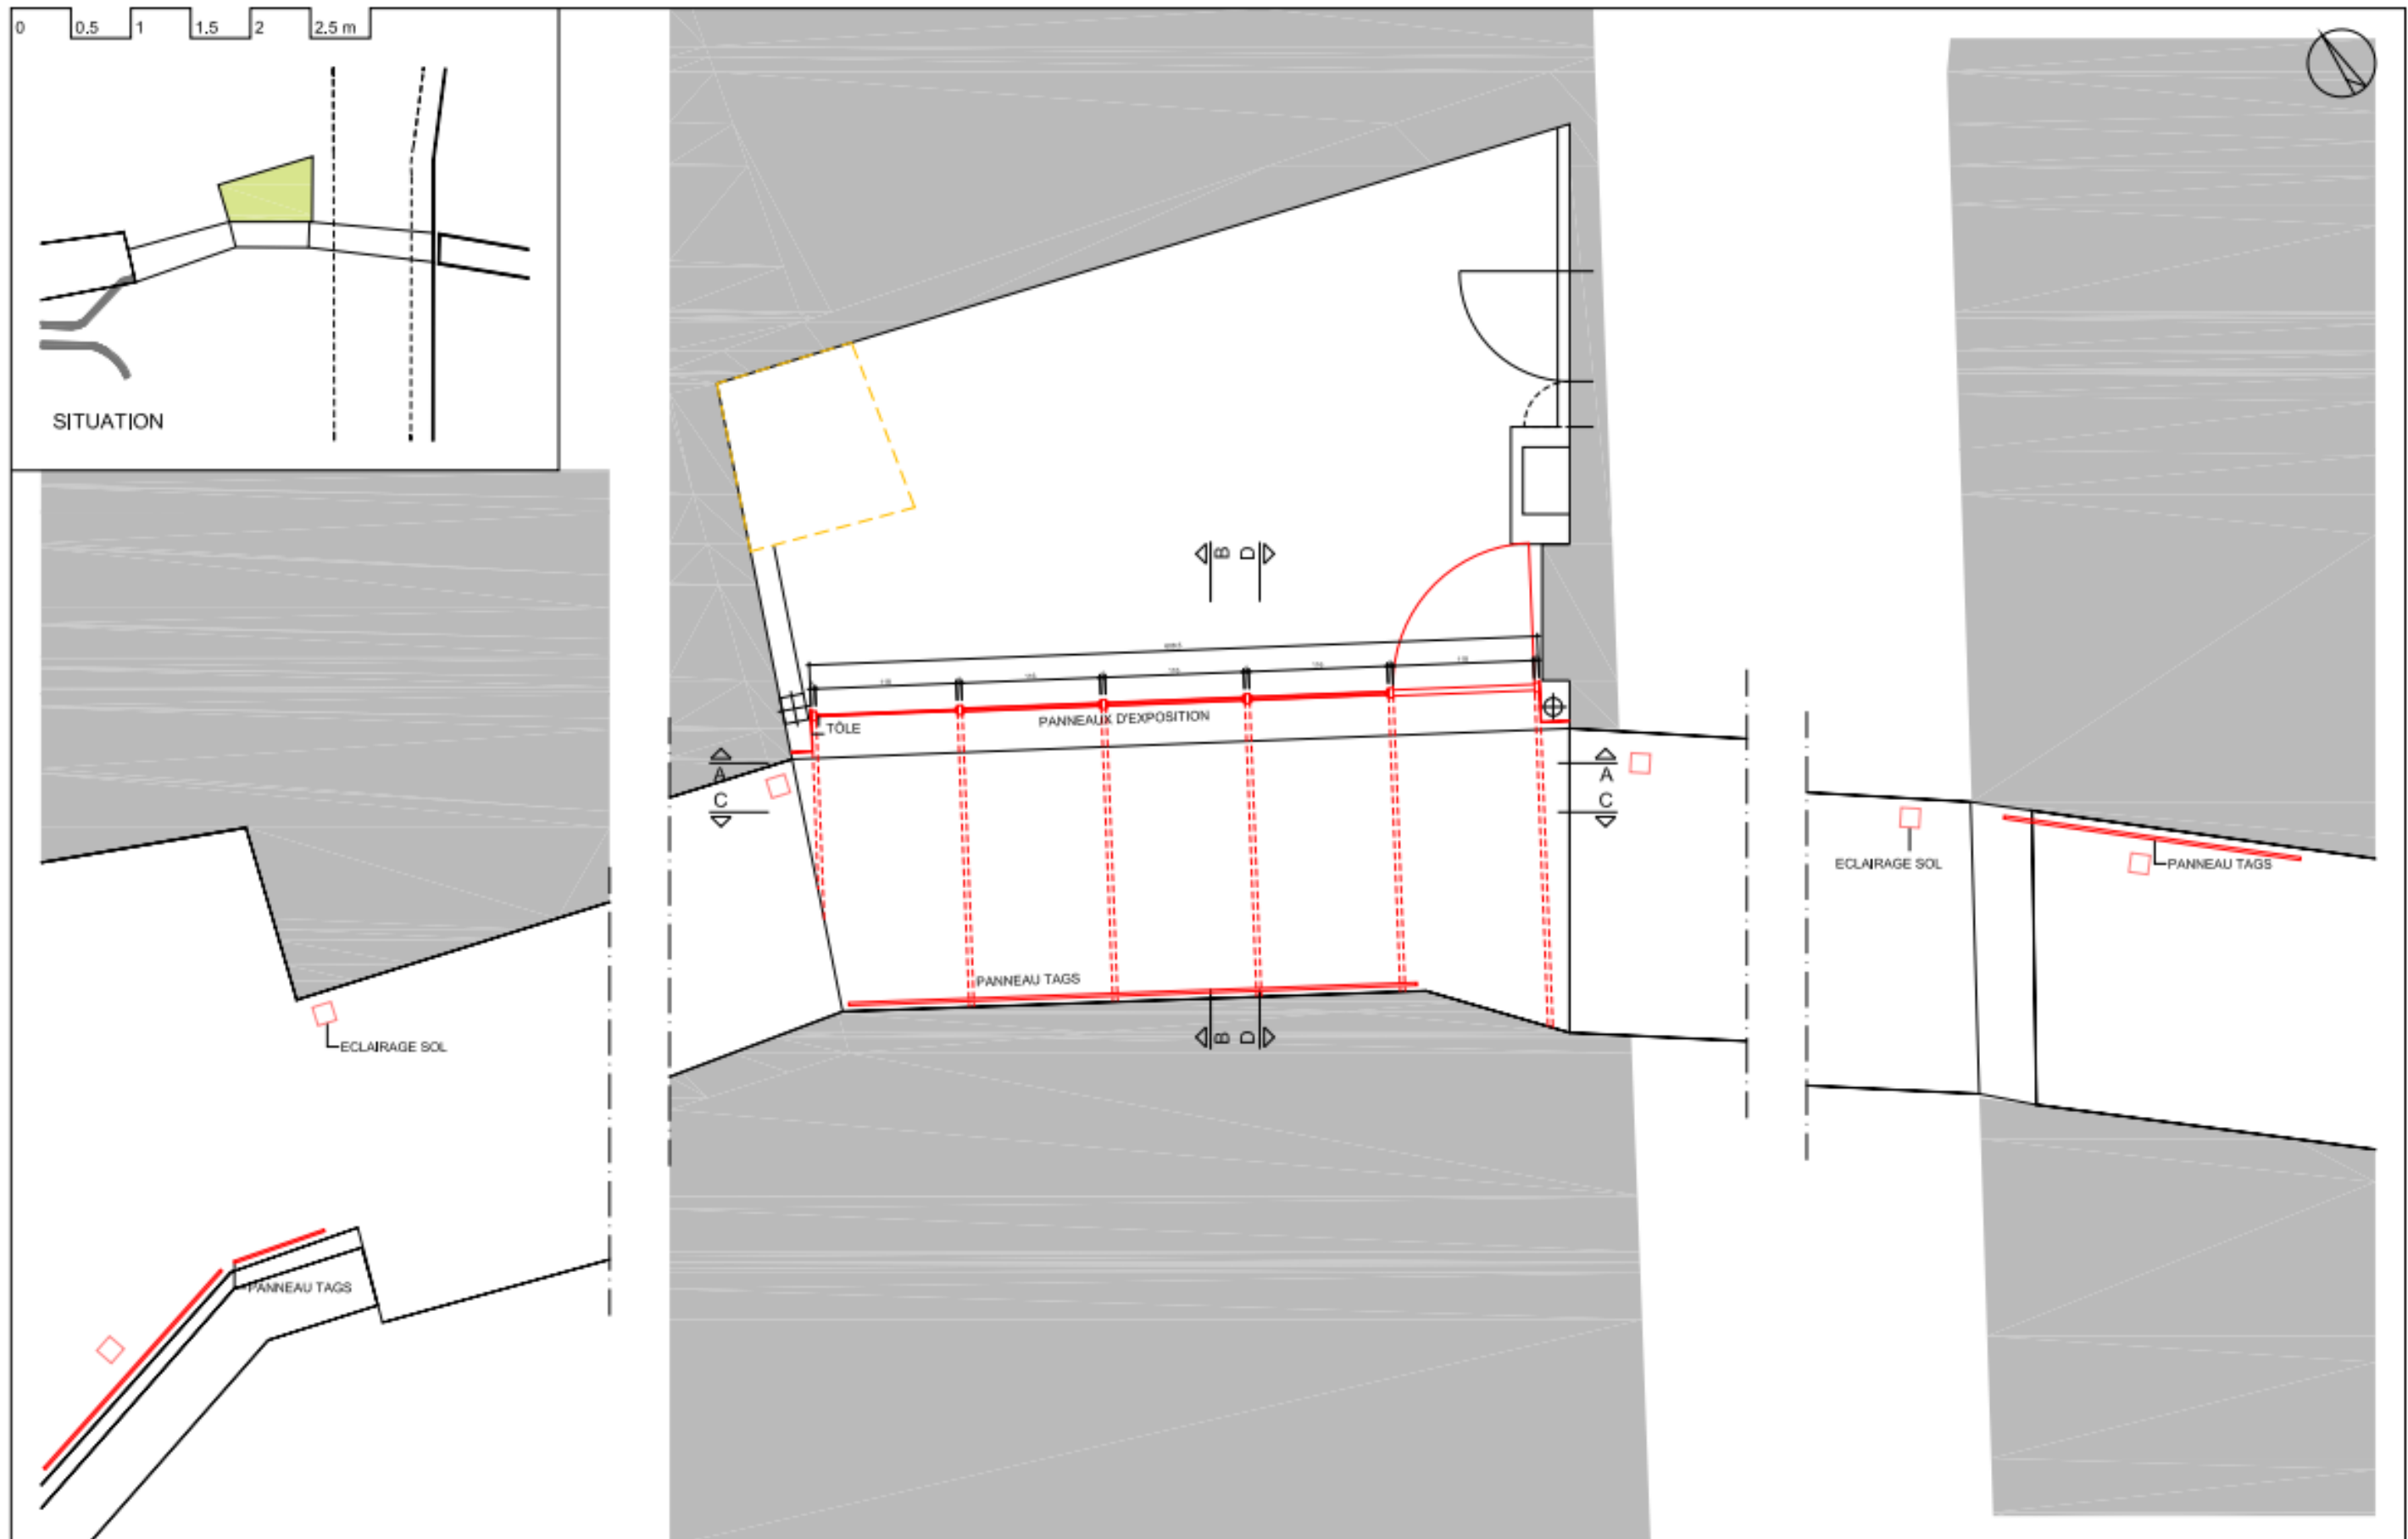 0 0.5 1 1.5 2 2.5 m
SITUATION
B D
TÔLE
PANNEAUX D'EXPOSITION
A
C
A
C
ECLAIRAGE SOL
PANNEAU TAGS
PANNEAU TAGS
B D
ECLAIRAGE SOL
PANNEAU TAGS